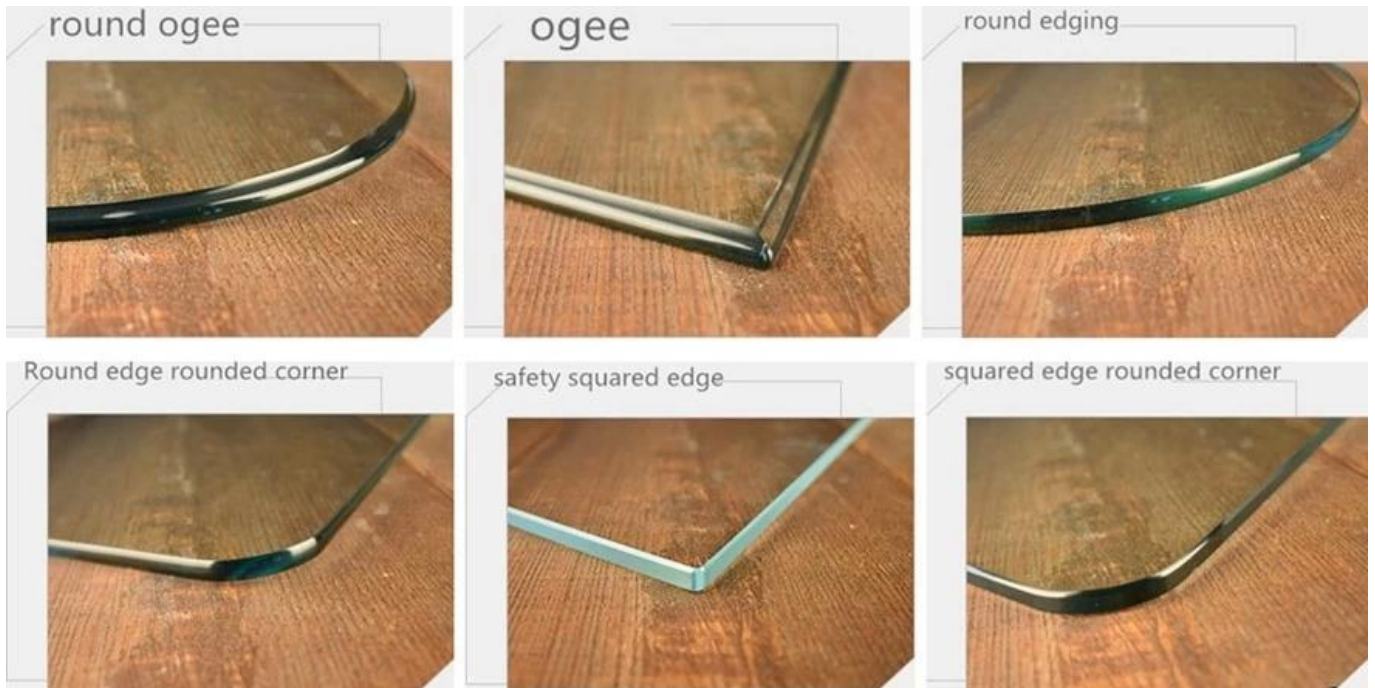 round ogee
ogee
round edging
Round edge rounded corner
safety squared edge
squared edge rounded corner